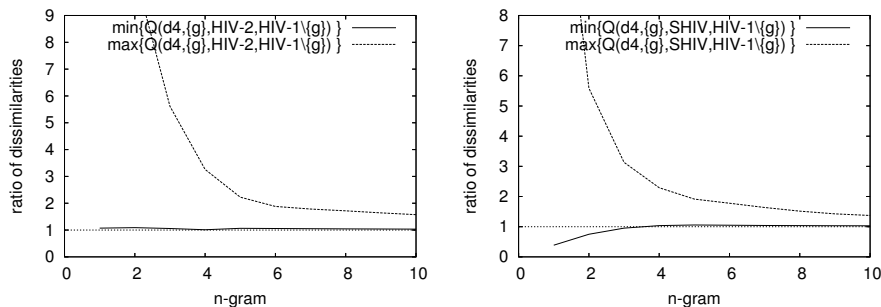 min{Q(d4,{g},HIV-2,HIV-1\{g}) }
max{Q(d4,{g},HIV-2,HIV-1\{g}) }
9
8
7
6
5
4
3
2
1
0
ratio of dissimilarities
0 2 4 6 8 10
n-gram
min{Q(d4,{g},SHIV,HIV-1\{g}) }
max{Q(d4,{g},SHIV,HIV-1\{g}) }
8
7
6
5
4
3
2
1
0
ratio of dissimilarities
0 2 4 6 8 10
n-gram